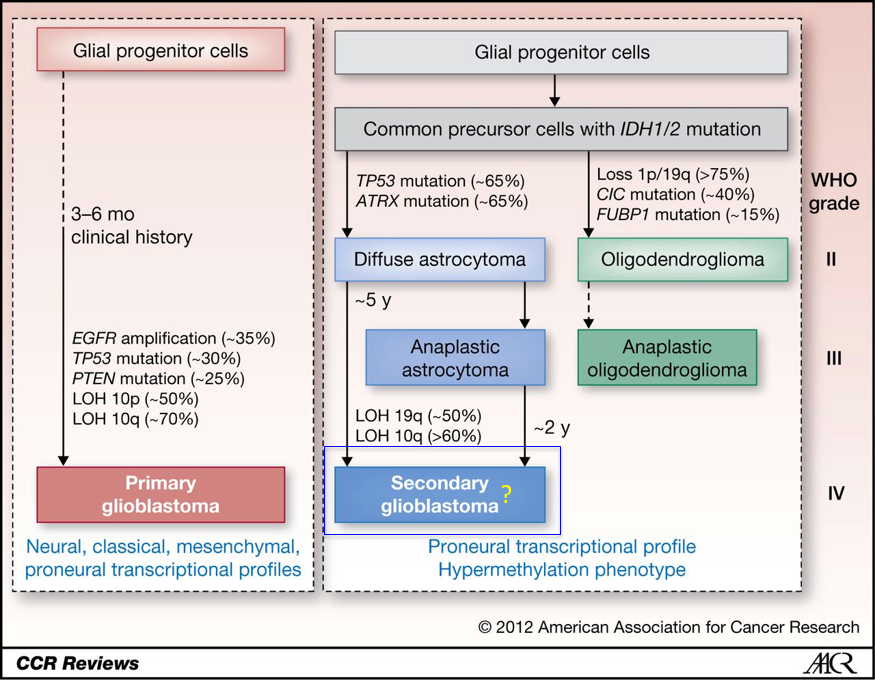 Glial progenitor cells
3–6 mo
clinical history
EGFR amplification (~35%)
TP53 mutation (~30%)
PTEN mutation (~25%)
LOH 10p (~50%)
LOH 10q (~70%)
Primary
glioblastoma
Neural, classical, mesenchymal,
proneural transcriptional profiles
Glial progenitor cells
Common precursor cells with IDH1/2 mutation
TP53 mutation (~65%)
ATRX mutation (~65%)
Loss 1p/19q (>75%)
CIC mutation (~40%)
FUBP1 mutation (~15%)
WHO
grade
Diffuse astrocytoma
Oligodendroglioma
II
~5 y
Anaplastic
astrocytoma
Anaplastic
oligodendroglioma
III
LOH 19q (~50%)
LOH 10q (>60%)
~2 y
Secondary
glioblastoma ?
IV
Proneural transcriptional profile
Hypermethylation phenotype
© 2012 American Association for Cancer Research
CCR Reviews
AACR